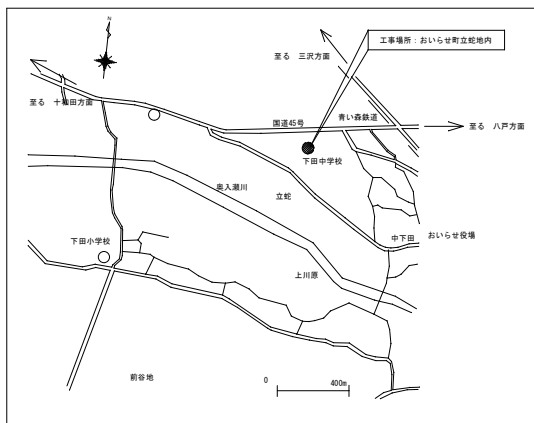 N
工事場所：おいらせ町立蛇地内
至る　三沢方面
至る　十和田方面
国道45号
青い森鉄道
至る　八戸方面
下田中学校
奥入瀬川
立蛇
下田小学校
中下田
おいらせ役場
上川原
前谷地
0
400m